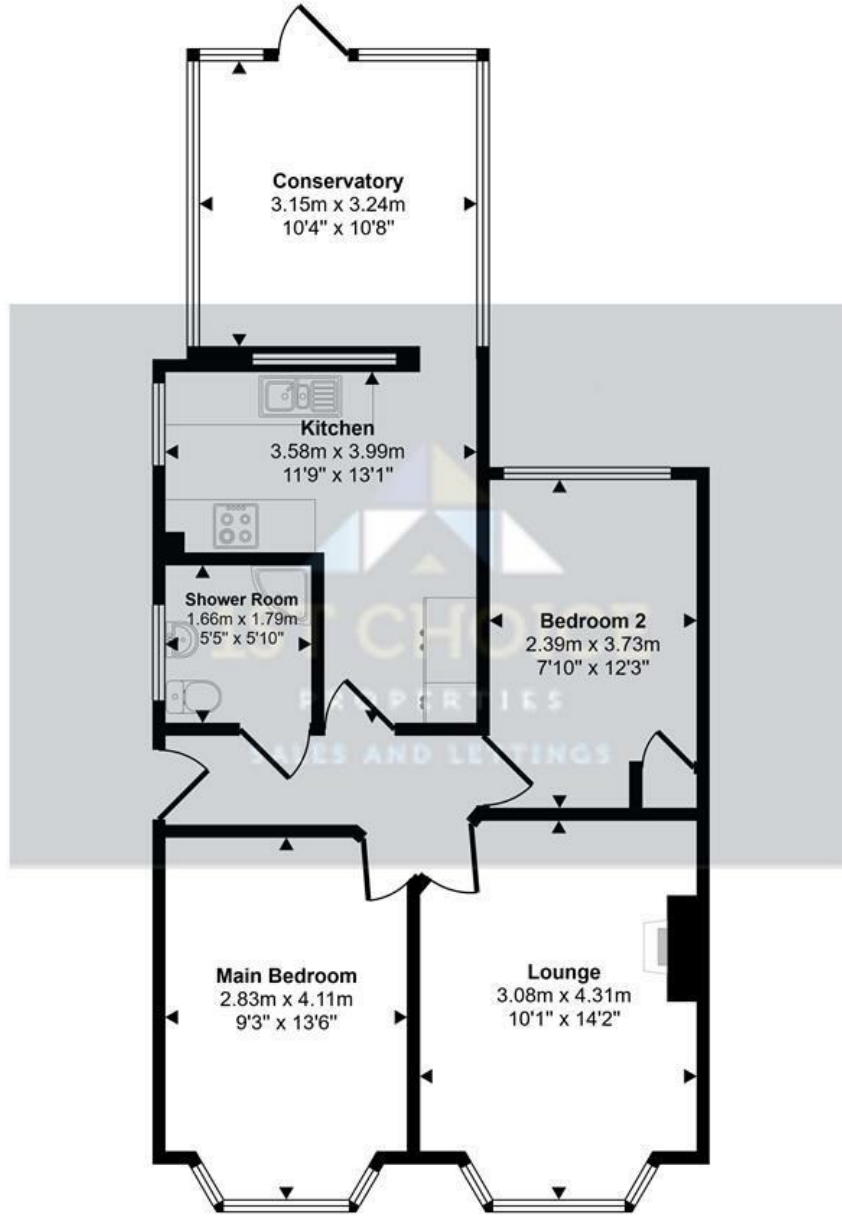 Conservatory
3.15m x 3.24m
10'4" x 10'8"
Kitchen
3.58m x 3.99m
11'9" x 13'1"
Shower Room
1.66m x 1.79m
5'5" x 5'10"
Bedroom 2
2.39m x 3.73m
7'10" x 12'3"
1ST CHOICE
PROPERTIES
SALES AND LETTINGS
Main Bedroom
2.83m x 4.11m
9'3" x 13'6"
Lounge
3.08m x 4.31m
10'1" x 14'2"